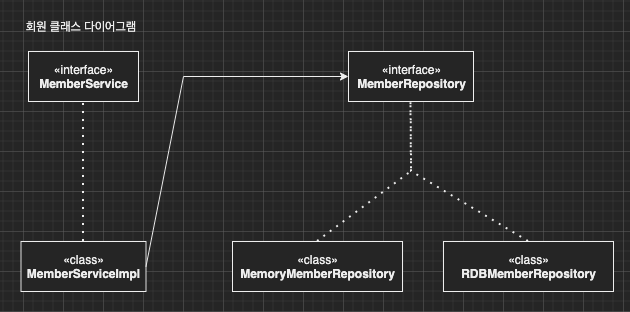 회원 클래스 다이어그램
«interface»
MemberService
«interface»
MemberRepository
«class»
MemberServiceImpl
«class»
MemoryMemberRepository
«class»
RDBMemberRepository